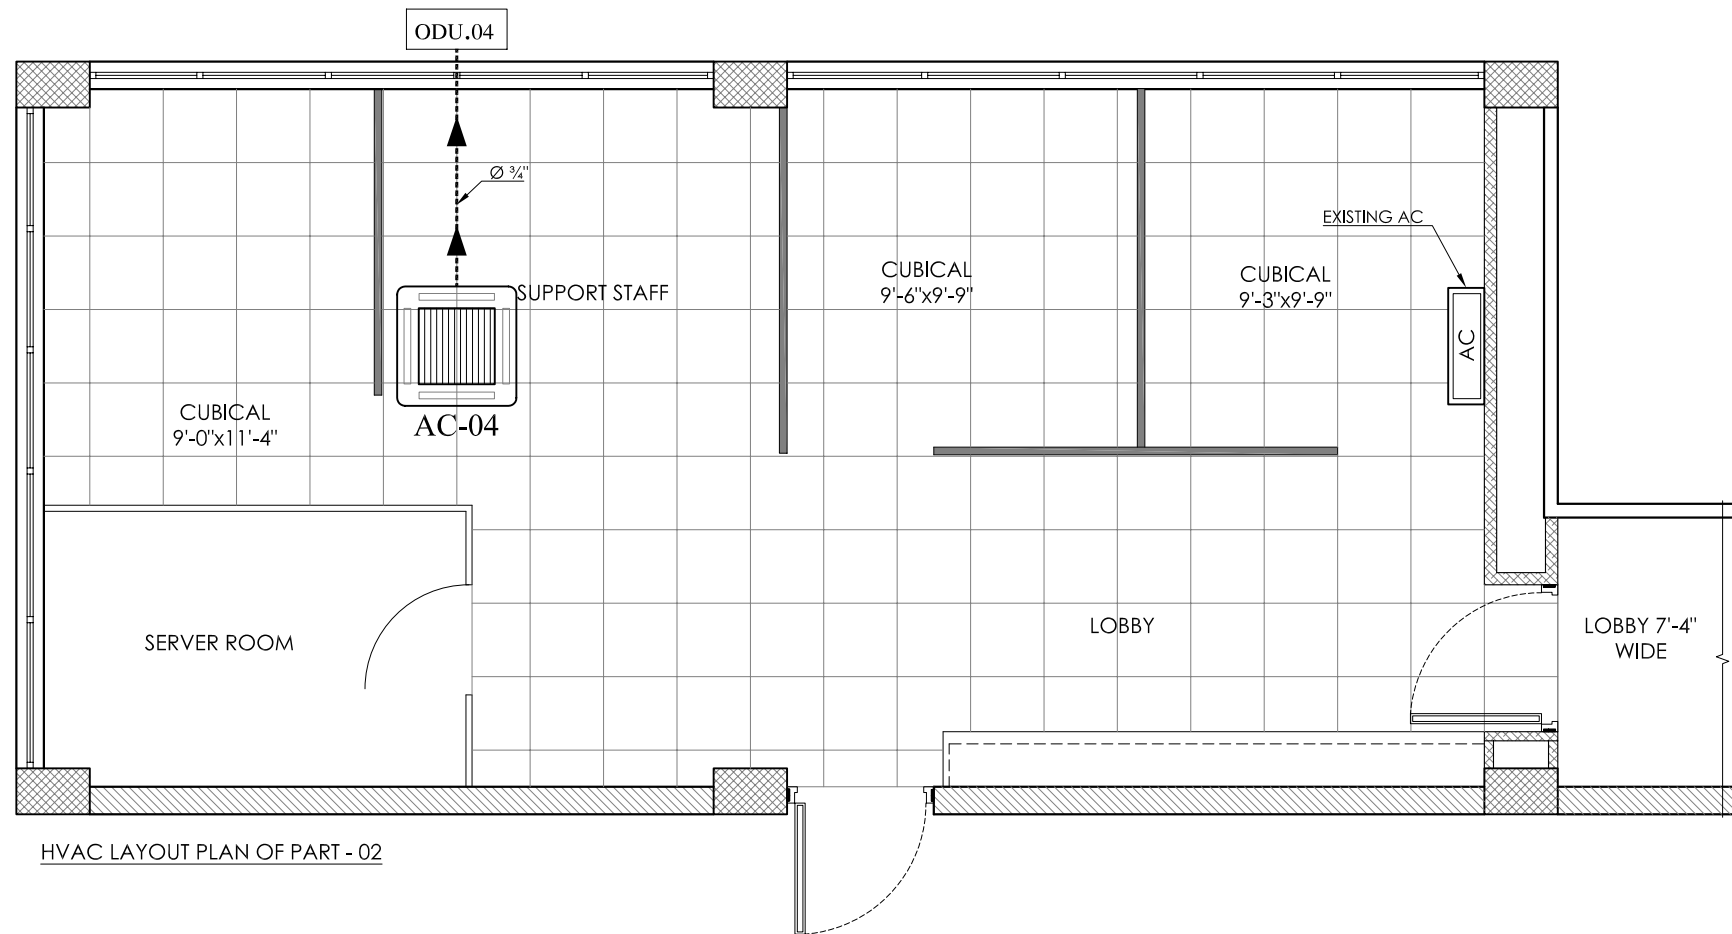 ODU.04
Ø ¾"
EXISTING AC
CUBICAL
9'-6"x9'-9"
CUBICAL
9'-3"x9'-9"
SUPPORT STAFF
AC
CUBICAL
9'-0"x11'-4"
AC-04
SERVER ROOM
LOBBY
LOBBY 7'-4"
WIDE
HVAC LAYOUT PLAN OF PART - 02